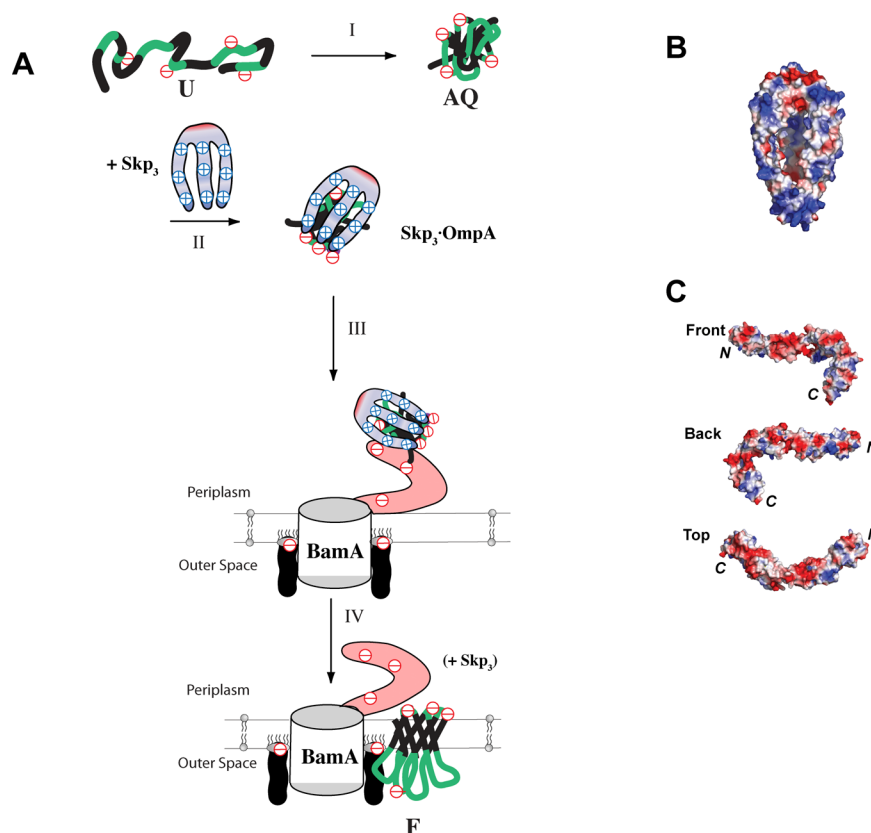 A
I
U
AQ
B
+ Skp3
II
Skp3·OmpA
C
Front
N
C
III
Back
N
C
Periplasm
BamA
Outer Space
Top
N
C
IV
(+ Skp3)
Periplasm
BamA
Outer Space
F